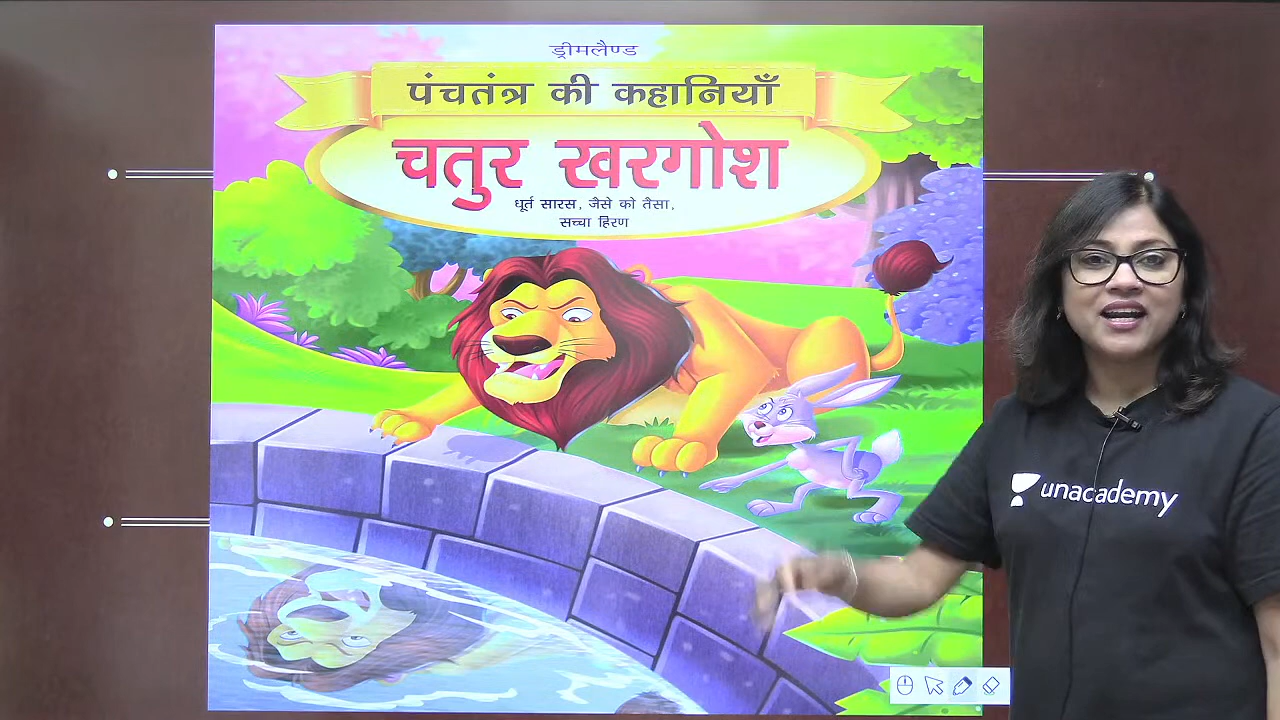 ड्रीमलैण्ड
पंचतंत्र की कहानियाँ
चतुर खरगोश
धूर्त सारस, जैसे को तैसा,
सच्चा हिरण
unacademy